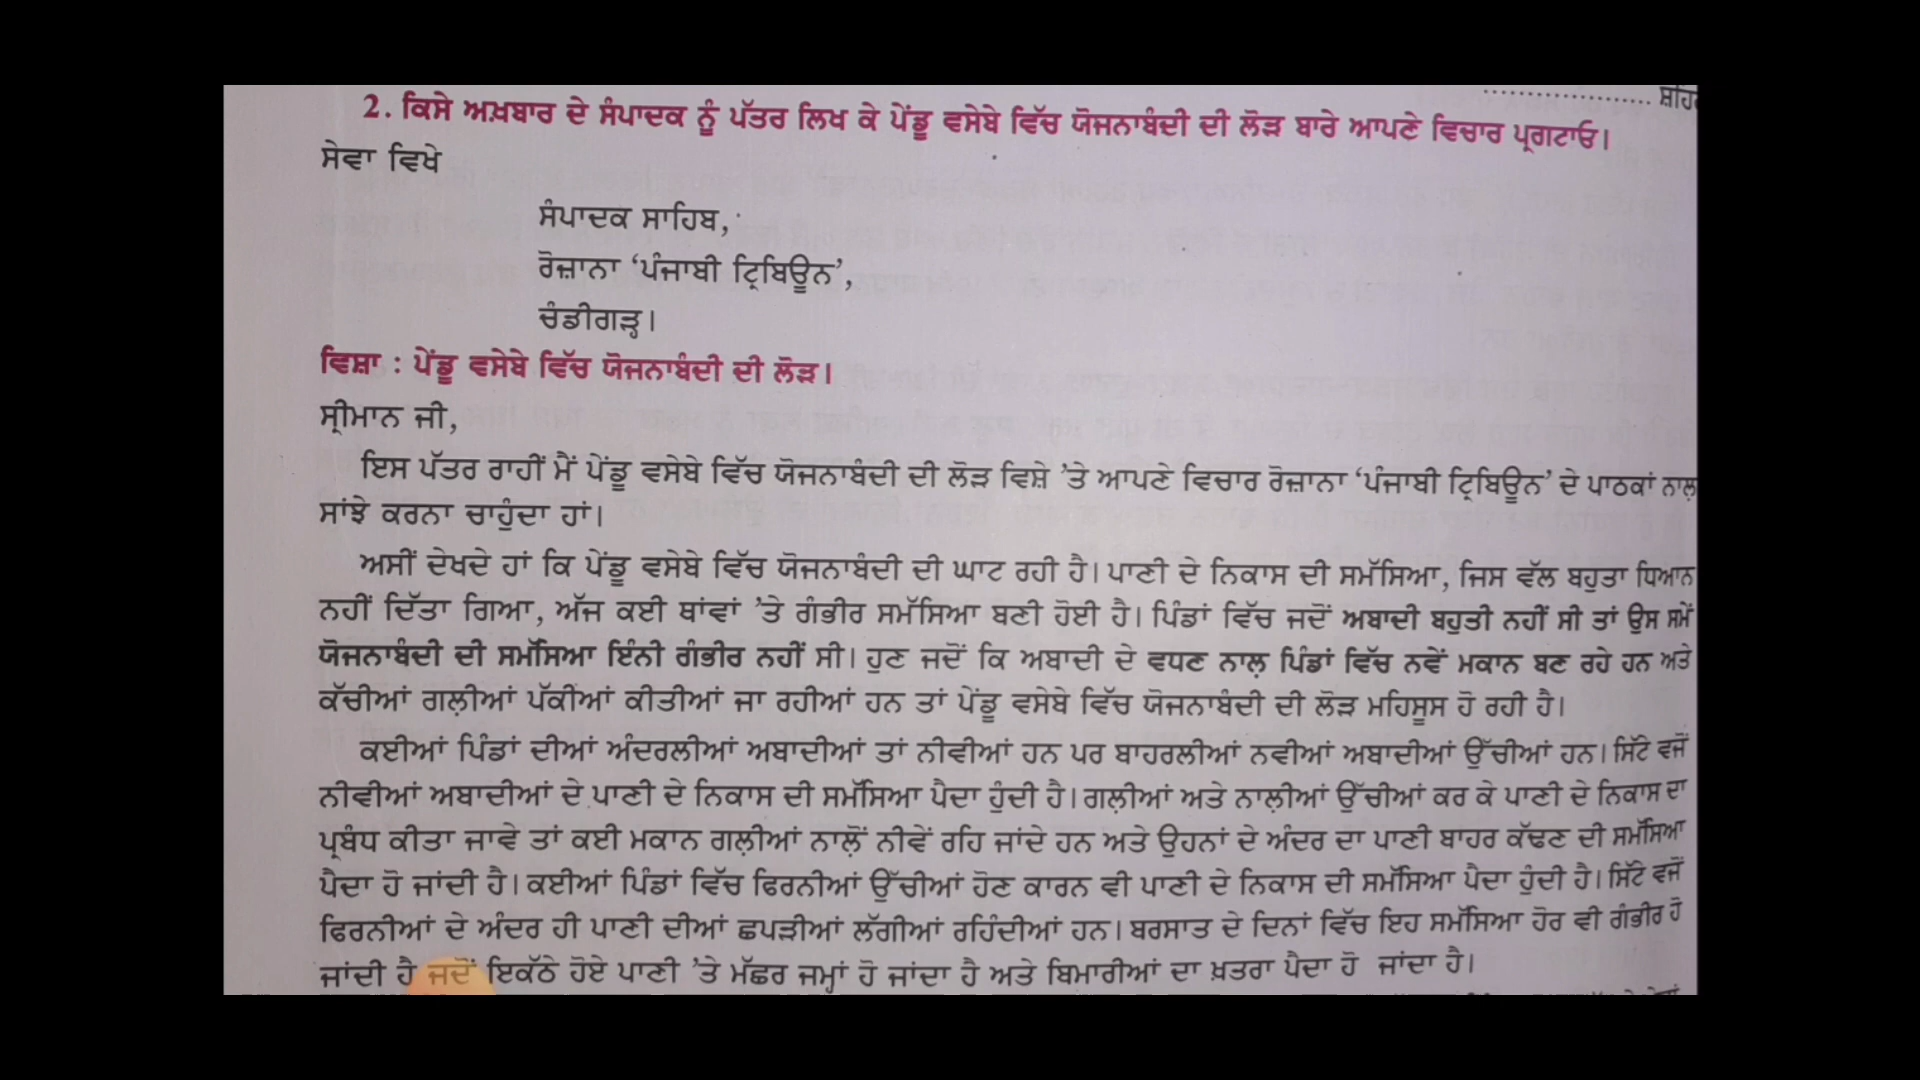 .................... ਸ਼ਹਿਰ
2. ਕਿਸੇ ਅਖ਼ਬਾਰ ਦੇ ਸੰਪਾਦਕ ਨੂੰ ਪੱਤਰ ਲਿਖ ਕੇ ਪੇਂਡੂ ਵਸੇਬੇ ਵਿੱਚ ਯੋਜਨਾਬੰਦੀ ਦੀ ਲੋੜ ਬਾਰੇ ਆਪਣੇ ਵਿਚਾਰ ਪ੍ਰਗਟਾਓ।
ਸੇਵਾ ਵਿਖੇ
ਸੰਪਾਦਕ ਸਾਹਿਬ,
ਰੋਜ਼ਾਨਾ ‘ਪੰਜਾਬੀ ਟ੍ਰਿਬਿਊਨ’,
ਚੰਡੀਗੜ੍ਹ।
ਵਿਸ਼ਾ : ਪੇਂਡੂ ਵਸੇਬੇ ਵਿੱਚ ਯੋਜਨਾਬੰਦੀ ਦੀ ਲੋੜ।
ਸ੍ਰੀਮਾਨ ਜੀ,
ਇਸ ਪੱਤਰ ਰਾਹੀਂ ਮੈਂ ਪੇਂਡੂ ਵਸੇਬੇ ਵਿੱਚ ਯੋਜਨਾਬੰਦੀ ਦੀ ਲੋੜ ਵਿਸ਼ੇ ’ਤੇ ਆਪਣੇ ਵਿਚਾਰ ਰੋਜ਼ਾਨਾ ‘ਪੰਜਾਬੀ ਟ੍ਰਿਬਿਊਨ’ ਦੇ ਪਾਠਕਾਂ ਨਾਲ਼
ਸਾਂਝੇ ਕਰਨਾ ਚਾਹੁੰਦਾ ਹਾਂ।
ਅਸੀਂ ਦੇਖਦੇ ਹਾਂ ਕਿ ਪੇਂਡੂ ਵਸੇਬੇ ਵਿੱਚ ਯੋਜਨਾਬੰਦੀ ਦੀ ਘਾਟ ਰਹੀ ਹੈ। ਪਾਣੀ ਦੇ ਨਿਕਾਸ ਦੀ ਸਮੱਸਿਆ, ਜਿਸ ਵੱਲ ਬਹੁਤਾ ਧਿਆਨ
ਨਹੀਂ ਦਿੱਤਾ ਗਿਆ, ਅੱਜ ਕਈ ਥਾਂਵਾਂ ’ਤੇ ਗੰਭੀਰ ਸਮੱਸਿਆ ਬਣੀ ਹੋਈ ਹੈ। ਪਿੰਡਾਂ ਵਿੱਚ ਜਦੋਂ ਅਬਾਦੀ ਬਹੁਤੀ ਨਹੀਂ ਸੀ ਤਾਂ ਉਸ ਸਮੇਂ
ਯੋਜਨਾਬੰਦੀ ਦੀ ਸਮੱਸਿਆ ਇੰਨੀ ਗੰਭੀਰ ਨਹੀਂ ਸੀ। ਹੁਣ ਜਦੋਂ ਕਿ ਅਬਾਦੀ ਦੇ ਵਧਣ ਨਾਲ਼ ਪਿੰਡਾਂ ਵਿੱਚ ਨਵੇਂ ਮਕਾਨ ਬਣ ਰਹੇ ਹਨ ਅਤੇ
ਕੱਚੀਆਂ ਗਲ਼ੀਆਂ ਪੱਕੀਆਂ ਕੀਤੀਆਂ ਜਾ ਰਹੀਆਂ ਹਨ ਤਾਂ ਪੇਂਡੂ ਵਸੇਬੇ ਵਿੱਚ ਯੋਜਨਾਬੰਦੀ ਦੀ ਲੋੜ ਮਹਿਸੂਸ ਹੋ ਰਹੀ ਹੈ।
ਕਈਆਂ ਪਿੰਡਾਂ ਦੀਆਂ ਅੰਦਰਲੀਆਂ ਅਬਾਦੀਆਂ ਤਾਂ ਨੀਵੀਆਂ ਹਨ ਪਰ ਬਾਹਰਲੀਆਂ ਨਵੀਆਂ ਅਬਾਦੀਆਂ ਉੱਚੀਆਂ ਹਨ। ਸਿੱਟੇ ਵਜੋਂ
ਨੀਵੀਆਂ ਅਬਾਦੀਆਂ ਦੇ ਪਾਣੀ ਦੇ ਨਿਕਾਸ ਦੀ ਸਮੱਸਿਆ ਪੈਦਾ ਹੁੰਦੀ ਹੈ। ਗਲ਼ੀਆਂ ਅਤੇ ਨਾਲ਼ੀਆਂ ਉੱਚੀਆਂ ਕਰ ਕੇ ਪਾਣੀ ਦੇ ਨਿਕਾਸ ਦਾ
ਪ੍ਰਬੰਧ ਕੀਤਾ ਜਾਵੇ ਤਾਂ ਕਈ ਮਕਾਨ ਗਲ਼ੀਆਂ ਨਾਲ਼ੋਂ ਨੀਵੇਂ ਰਹਿ ਜਾਂਦੇ ਹਨ ਅਤੇ ਉਹਨਾਂ ਦੇ ਅੰਦਰ ਦਾ ਪਾਣੀ ਬਾਹਰ ਕੱਢਣ ਦੀ ਸਮੱਸਿਆ
ਪੈਦਾ ਹੋ ਜਾਂਦੀ ਹੈ। ਕਈਆਂ ਪਿੰਡਾਂ ਵਿੱਚ ਫਿਰਨੀਆਂ ਉੱਚੀਆਂ ਹੋਣ ਕਾਰਨ ਵੀ ਪਾਣੀ ਦੇ ਨਿਕਾਸ ਦੀ ਸਮੱਸਿਆ ਪੈਦਾ ਹੁੰਦੀ ਹੈ। ਸਿੱਟੇ ਵਜੋਂ
ਫਿਰਨੀਆਂ ਦੇ ਅੰਦਰ ਹੀ ਪਾਣੀ ਦੀਆਂ ਛਪੜੀਆਂ ਲੱਗੀਆਂ ਰਹਿੰਦੀਆਂ ਹਨ। ਬਰਸਾਤ ਦੇ ਦਿਨਾਂ ਵਿੱਚ ਇਹ ਸਮੱਸਿਆ ਹੋਰ ਵੀ ਗੰਭੀਰ ਹੋ
ਜਾਂਦੀ ਹੈ ਜਦੋਂ ਇਕੱਠੇ ਹੋਏ ਪਾਣੀ ’ਤੇ ਮੱਛਰ ਜਮ੍ਹਾਂ ਹੋ ਜਾਂਦਾ ਹੈ ਅਤੇ ਬਿਮਾਰੀਆਂ ਦਾ ਖ਼ਤਰਾ ਪੈਦਾ ਹੋ ਜਾਂਦਾ ਹੈ।